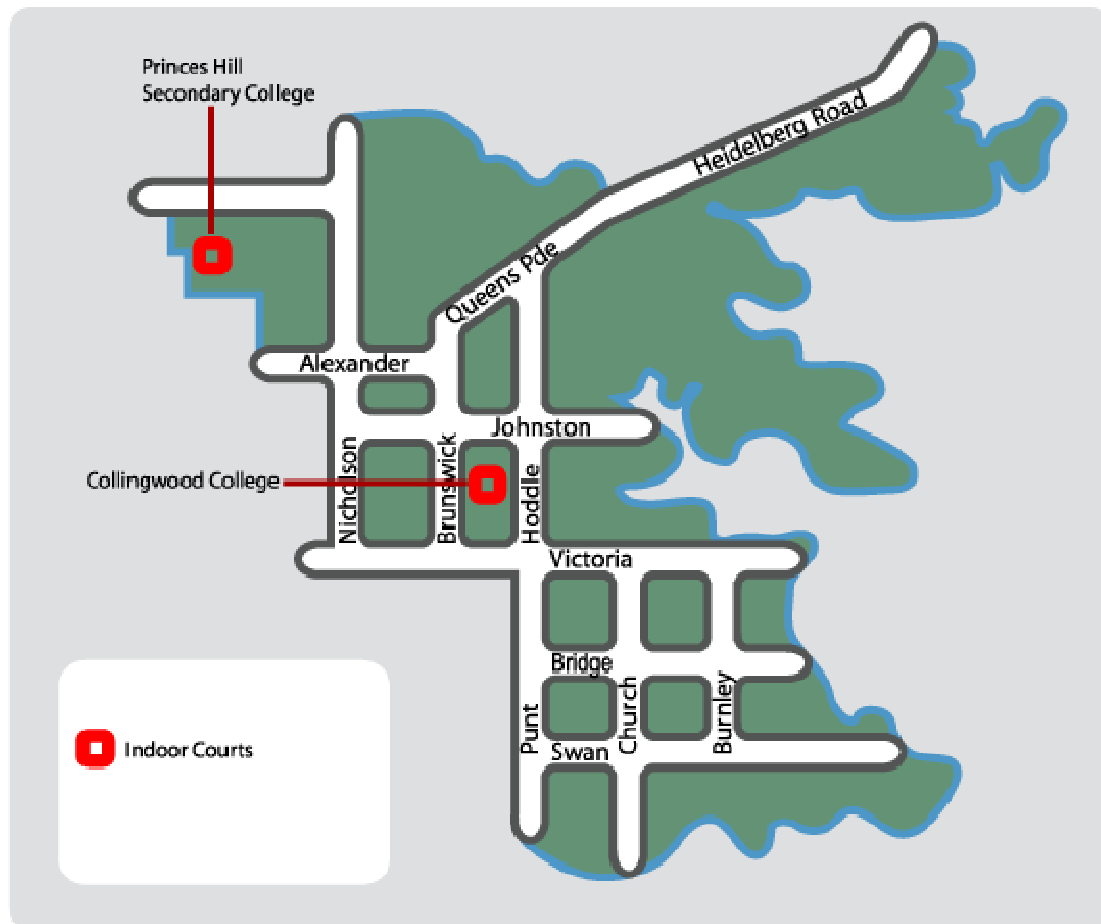 Princes Hill
Secondary College
Heidelberg Road
Queens Pde
Alexander
Johnston
Collingwood College
Nicholson
Brunswick
Hoddle
Victoria
Bridge
Punt
Church
Burnley
Swan
Indoor Courts